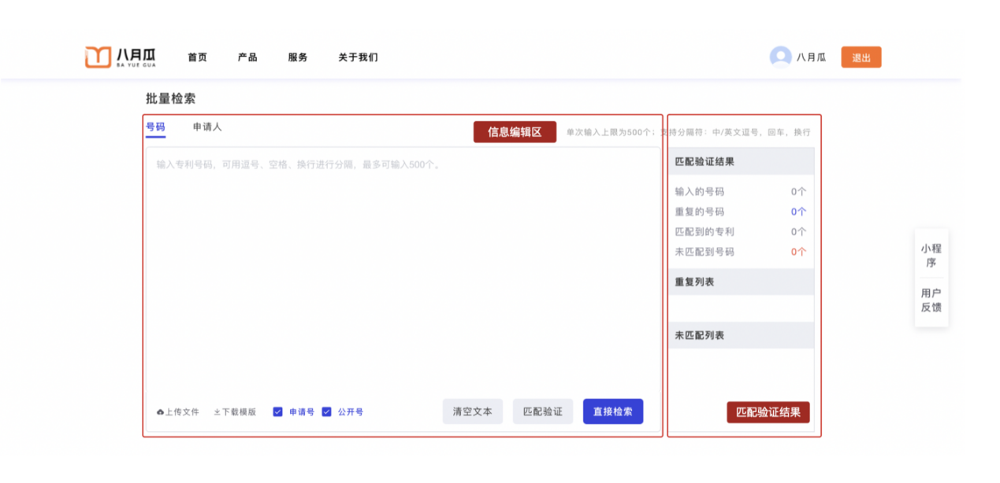 八月瓜
BA YUE GUA
首页 产品 服务 关于我们
八月瓜 退出
批量检索
号码 申请人 信息编辑区 单次输入上限为500个；支持分隔符：中/英文逗号，回车，换行
输入专利号码，可用逗号、空格、换行进行分隔，最多可输入500个。
上传文件 下载模版 申请号 公开号 清空文本 匹配验证 直接检索
匹配验证结果
输入的号码 0个
重复的号码 0个
匹配到的专利 0个
未匹配到号码 0个
重复列表
未匹配列表
匹配验证结果
小程
序
用户
反馈